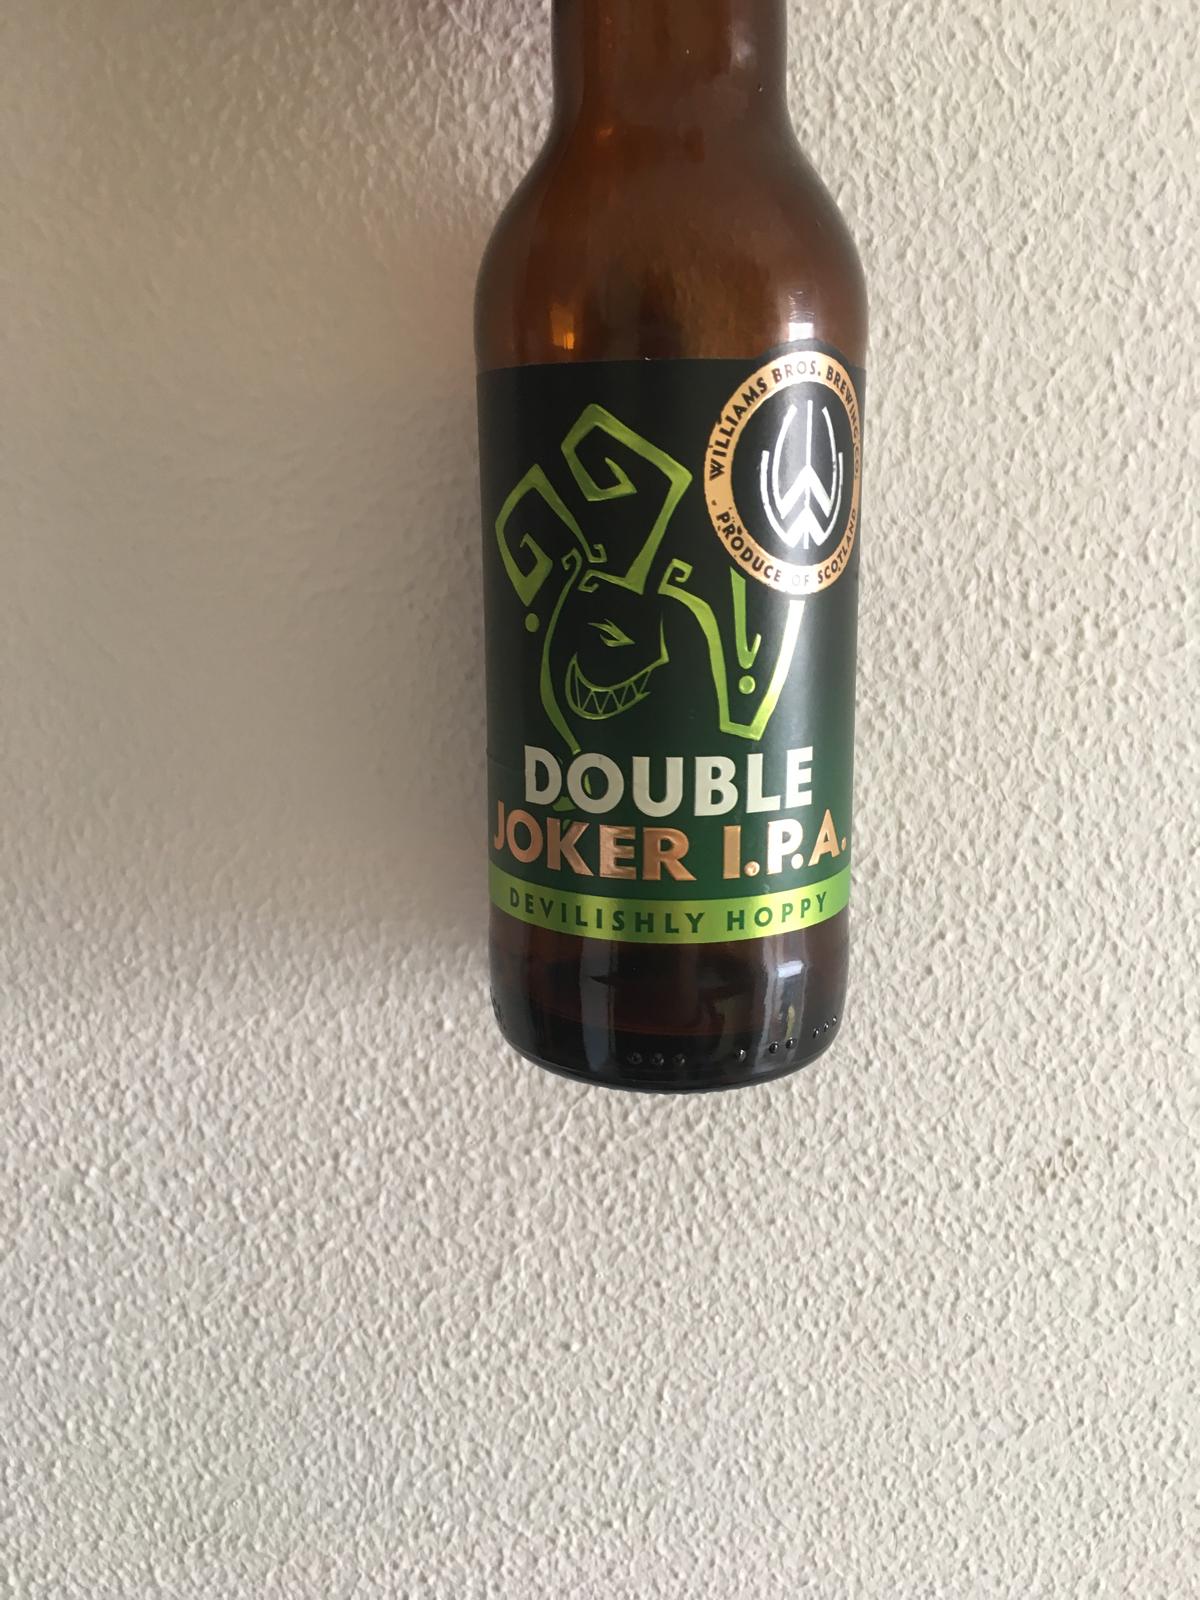 WILLIAMS BROS. BREWING CO.
PRODUCE OF SCOTLAND
DOUBLE
JOKER I.P.A.
DEVILISHLY HOPPY